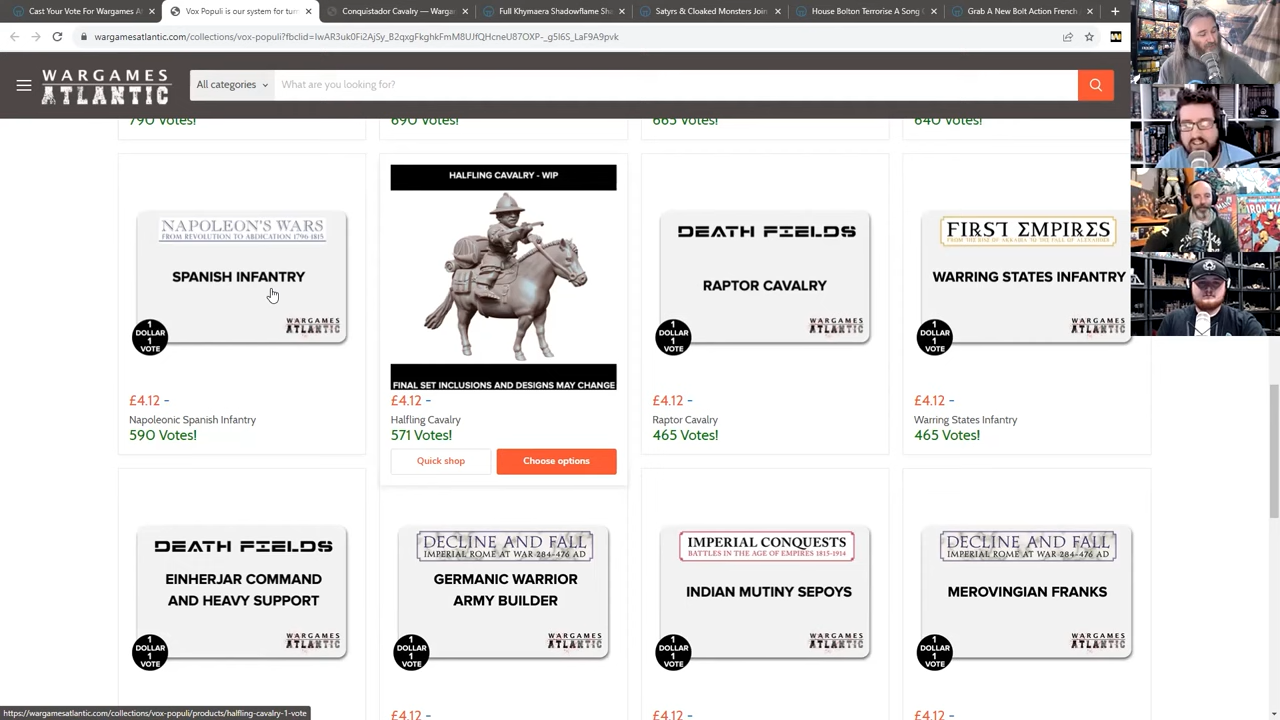 Cast Your Vote For Wargames A
Vox Populi is our system for turn
Conquistador Cavalry — Wargam
Full Khymaera Shadowflame Sh
Satyrs & Cloaked Monsters Join
House Bolton Terrorise A Song O
Grab A New Bolt Action French
wargamesatlantic.com/collections/vox-populi?fbclid=IwAR3uk0Fi2AjSy_B2qxgFkghkFmM8UJfQHcneU87OXP-_g5I6S_LaF9A9pvk
WARGAMES
ATLANTIC
All categories
What are you looking for?
790 Votes!
690 Votes!
665 Votes!
640 Votes!
NAPOLEON'S WARS
FROM REVOLUTION TO ABDICATION 1790-1815
SPANISH INFANTRY
1
DOLLAR
1
VOTE
WARGAMES
ATLANTIC
£4.12 -
Napoleonic Spanish Infantry
590 Votes!
HALFLING CAVALRY - WIP
FINAL SET INCLUSIONS AND DESIGNS MAY CHANGE
£4.12 -
Halfling Cavalry
571 Votes!
Quick shop
Choose options
DEATH FIELDS
RAPTOR CAVALRY
1
DOLLAR
1
VOTE
WARGAMES
ATLANTIC
£4.12 -
Raptor Cavalry
465 Votes!
FIRST EMPIRES
FROM THE RISE OF AKKADIA TO THE FALL OF ALEXANDER
WARRING STATES INFANTRY
1
DOLLAR
1
VOTE
WARGAMES
ATLANTIC
£4.12 -
Warring States Infantry
465 Votes!
DEATH FIELDS
EINHERJAR COMMAND
AND HEAVY SUPPORT
1
DOLLAR
1
VOTE
WARGAMES
ATLANTIC
DECLINE AND FALL
IMPERIAL ROME AT WAR 284-476 AD
GERMANIC WARRIOR
ARMY BUILDER
1
DOLLAR
1
VOTE
WARGAMES
ATLANTIC
£4.12 -
IMPERIAL CONQUESTS
BATTLES IN THE AGE OF EMPIRES 1815-1914
INDIAN MUTINY SEPOYS
1
DOLLAR
1
VOTE
WARGAMES
ATLANTIC
£4.12 -
DECLINE AND FALL
IMPERIAL ROME AT WAR 284-476 AD
MEROVINGIAN FRANKS
1
DOLLAR
1
VOTE
WARGAMES
ATLANTIC
£4.12 -
https://wargamesatlantic.com/collections/vox-populi/products/halfling-cavalry-1-vote